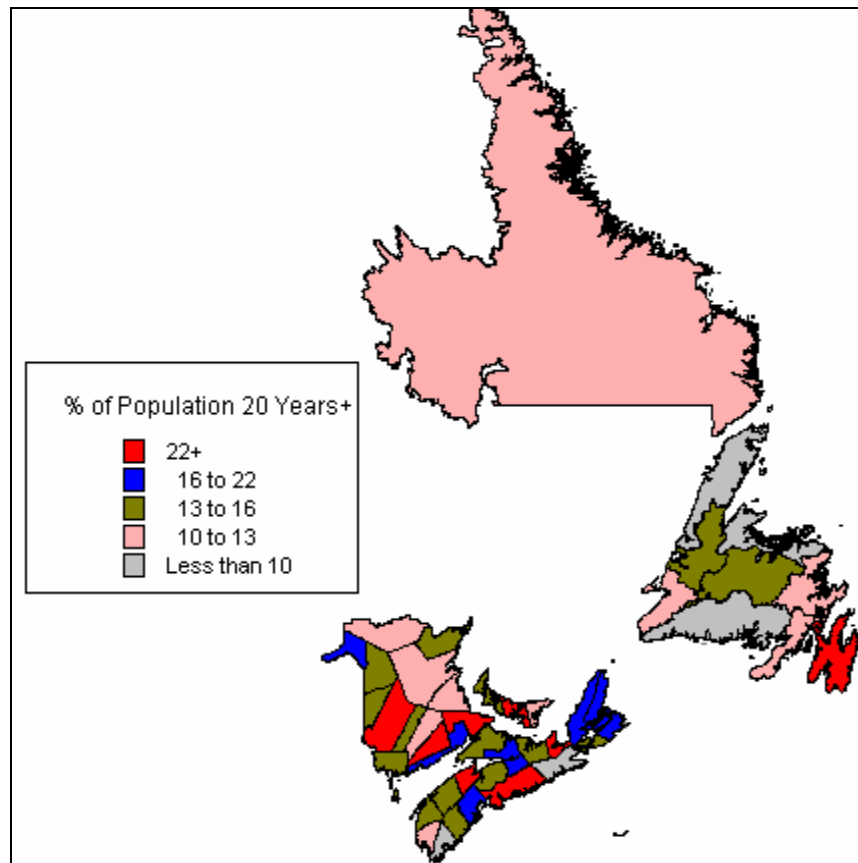 % of Population 20 Years+
22+
16 to 22
13 to 16
10 to 13
Less than 10